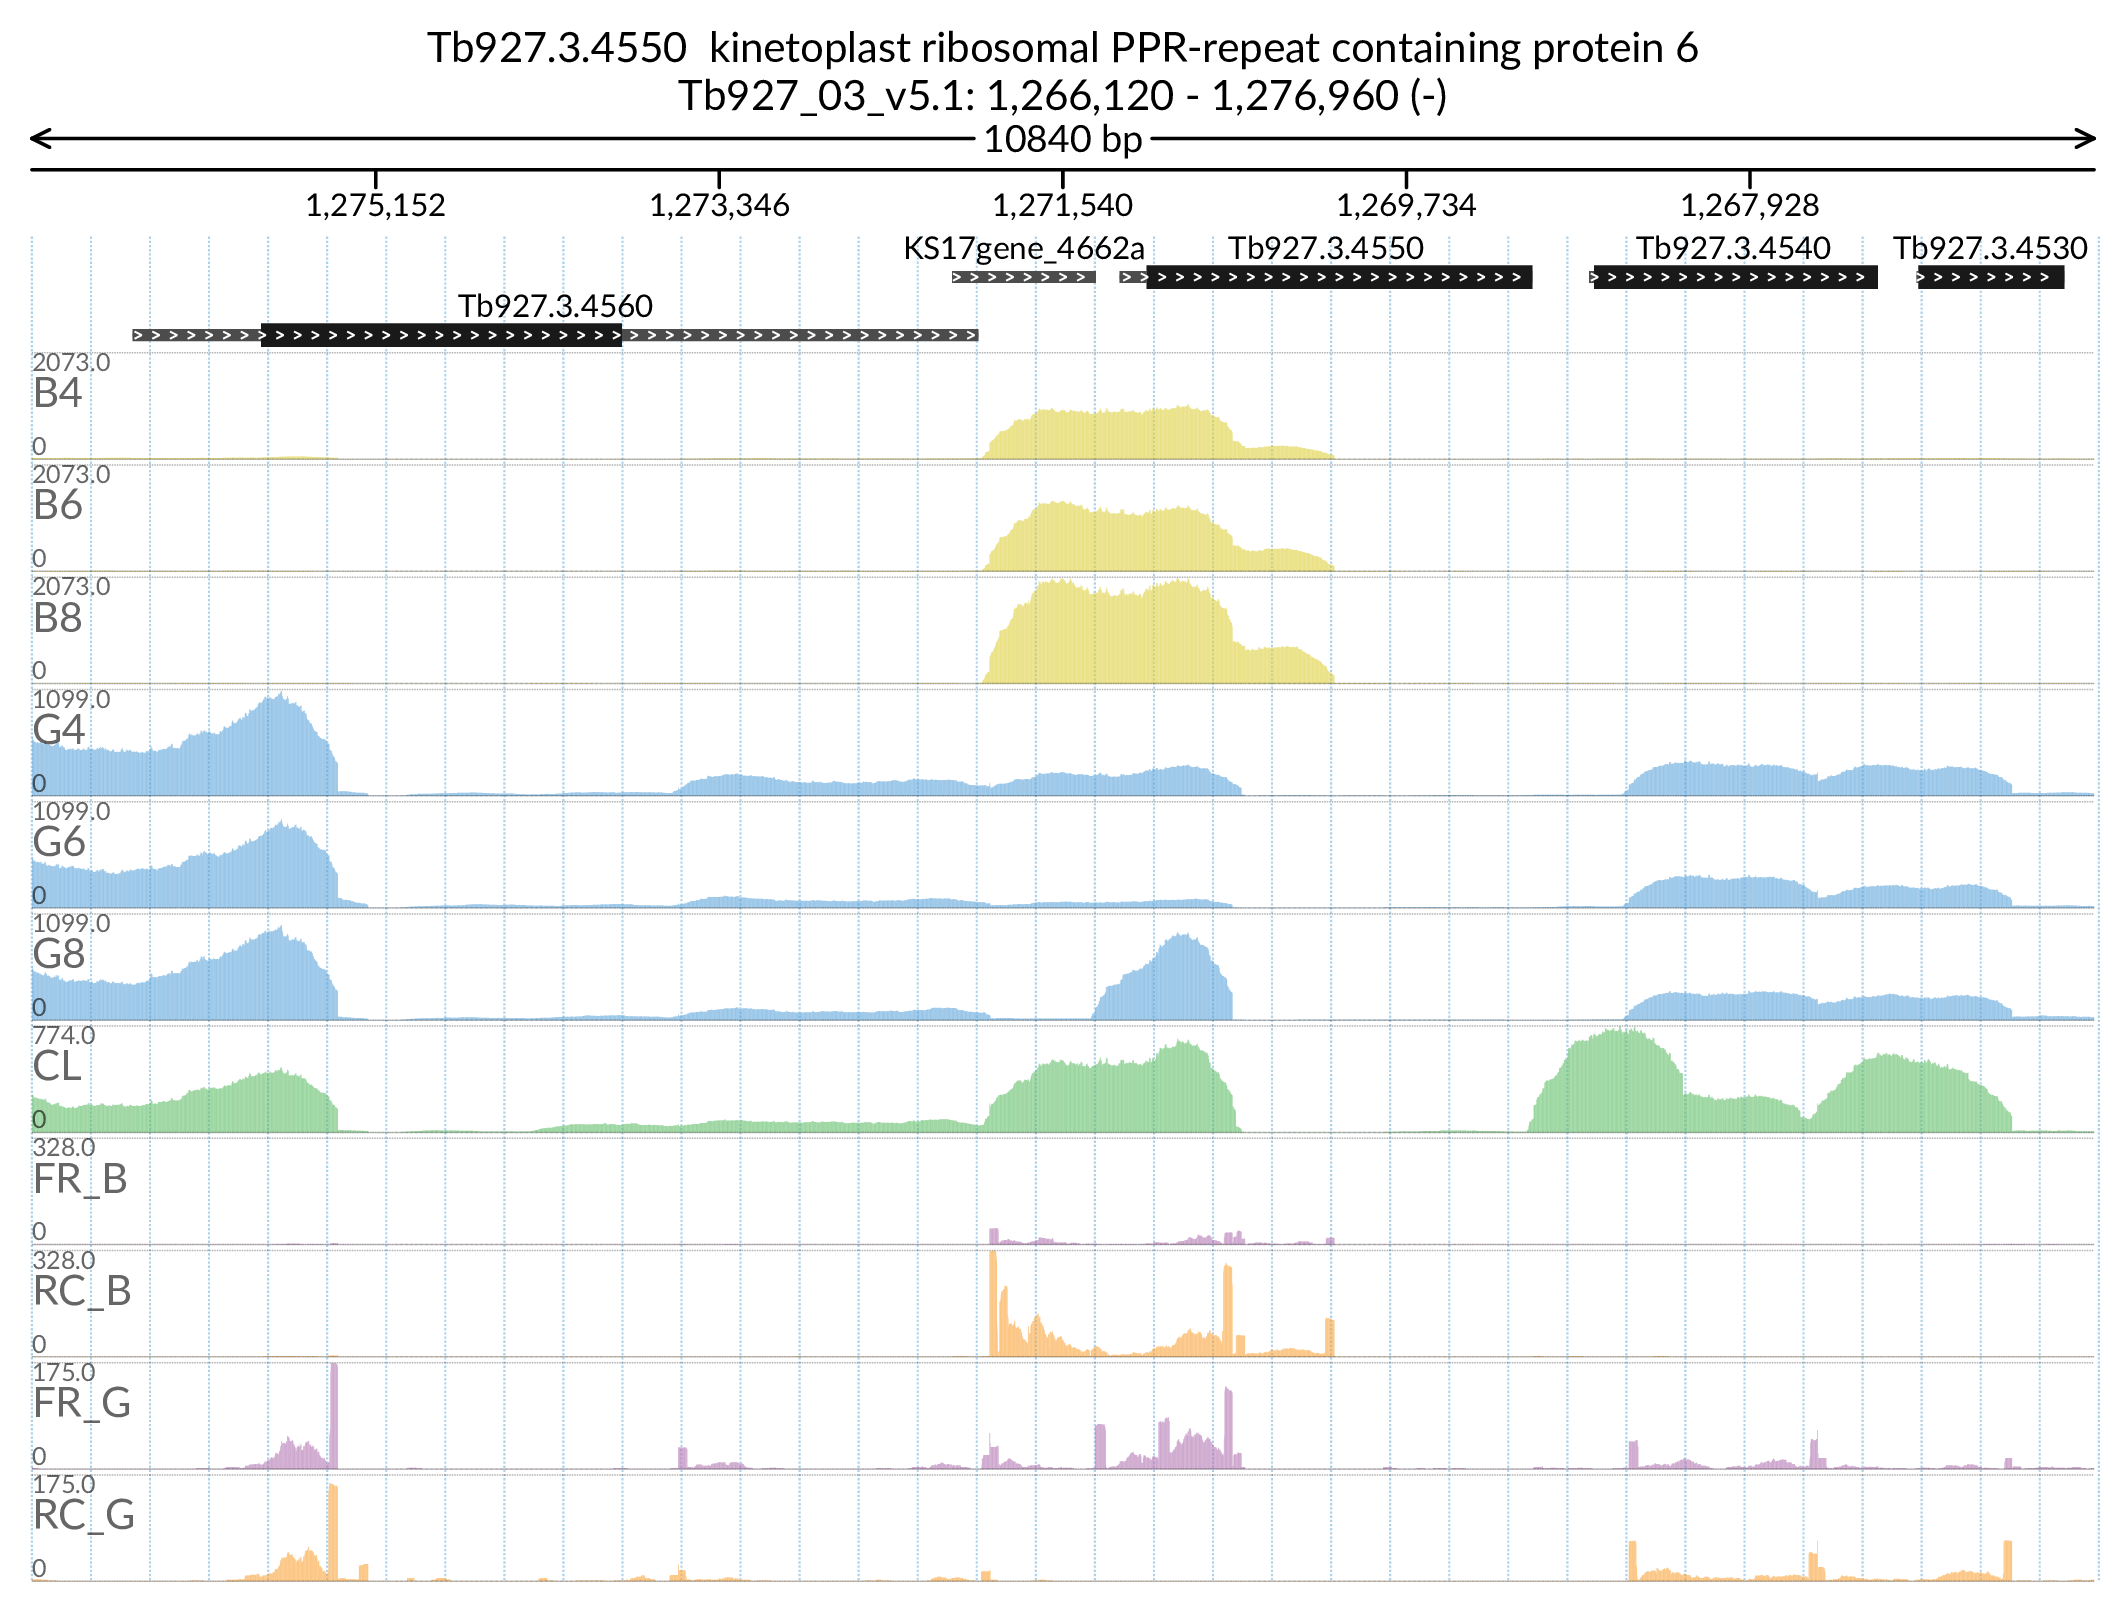 Tb927.3.4550  kinetoplast ribosomal PPR-repeat containing protein 6
Tb927_03_v5.1: 1,266,120 - 1,276,960 (-)
10840 bp
1,275,152 1,273,346 1,271,540 1,269,734 1,267,928
KS17gene_4662a Tb927.3.4550 Tb927.3.4540 Tb927.3.4530
Tb927.3.4560
2073.0
B4
0
2073.0
B6
0
2073.0
B8
0
1099.0
G4
0
1099.0
G6
0
1099.0
G8
0
774.0
CL
0
328.0
FR_B
0
328.0
RC_B
0
175.0
FR_G
0
175.0
RC_G
0